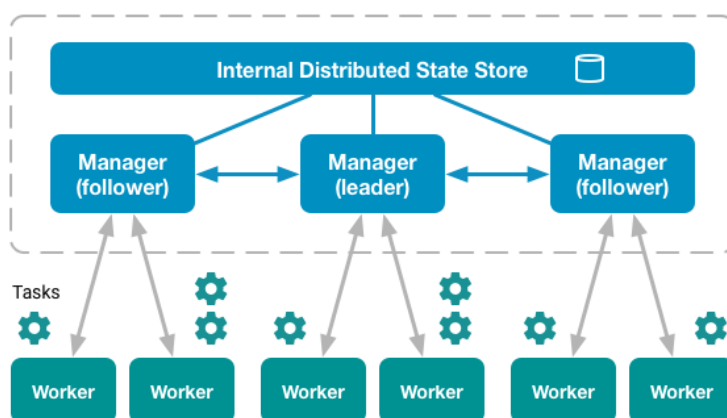 Internal Distributed State Store
Manager
(follower)
Manager
(leader)
Manager
(follower)
Tasks
Worker
Worker
Worker
Worker
Worker
Worker